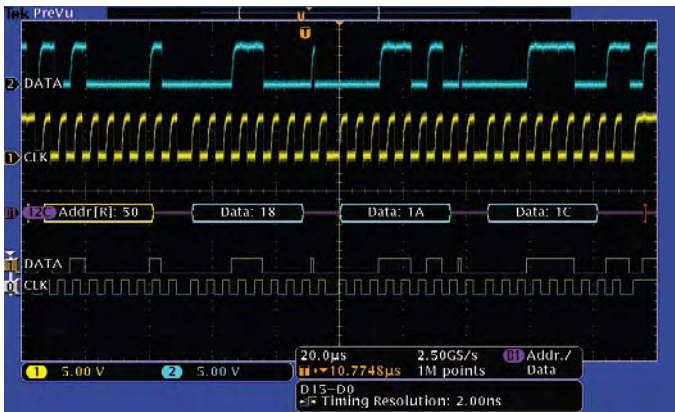 Tek PreVu
U
T
2 DATA
1 CLK
B1 I2C Addr[R]: 50 Data: 18 Data: 1A Data: 1C
1 DATA
0 CLK
20.0µs 2.50GS/s B1 Addr./
T→▼10.7748µs 1M points Data
1 5.00 V 2 5.00 V
D15-D0
Timing Resolution: 2.00ns